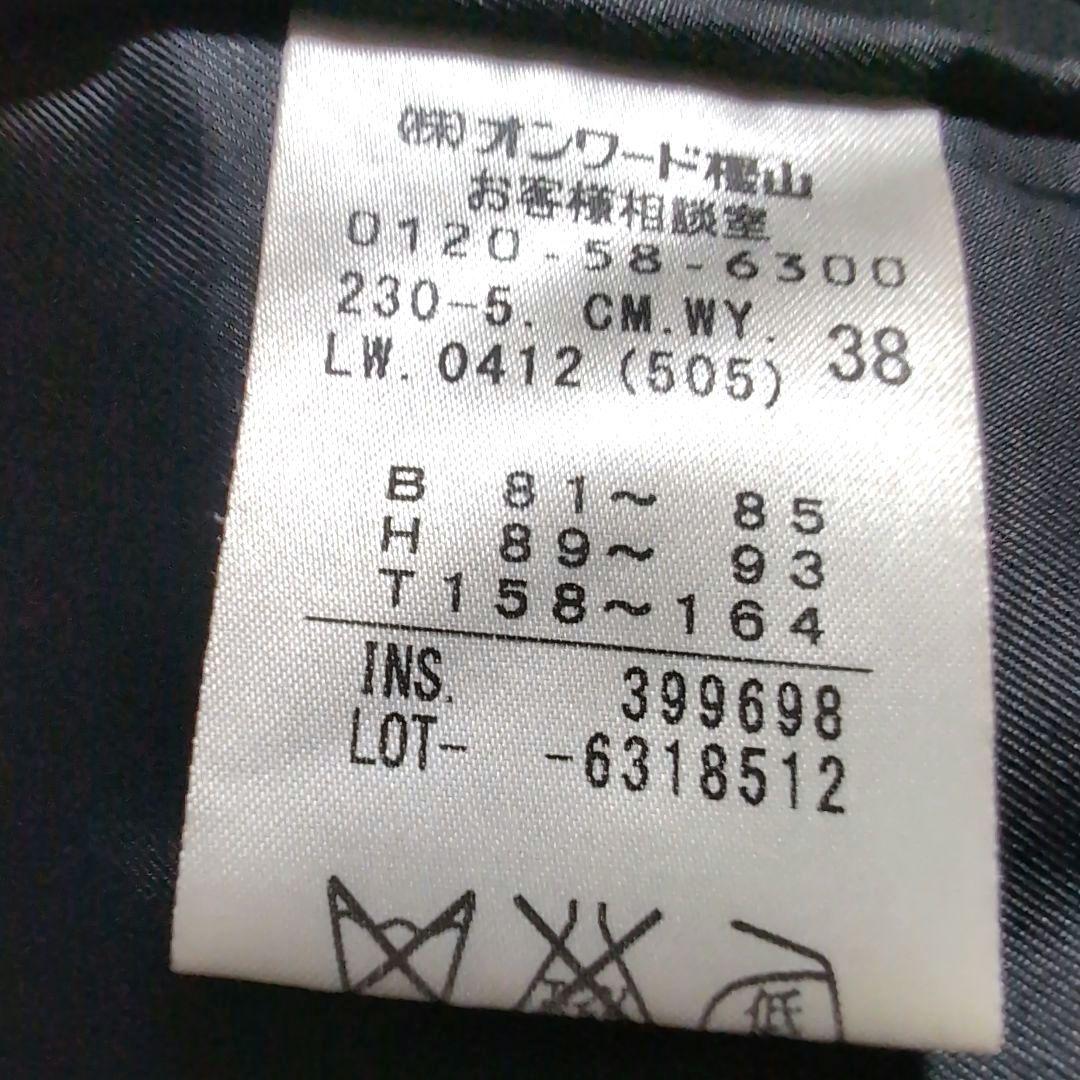 (株)オンワード樫山
お客様相談室
0120-58-6300
230-5. CM.WY.
LW.0412(505) 38
B 81～ 85
H 89～ 93
T158～164
INS. 399698
LOT- -6318512
低